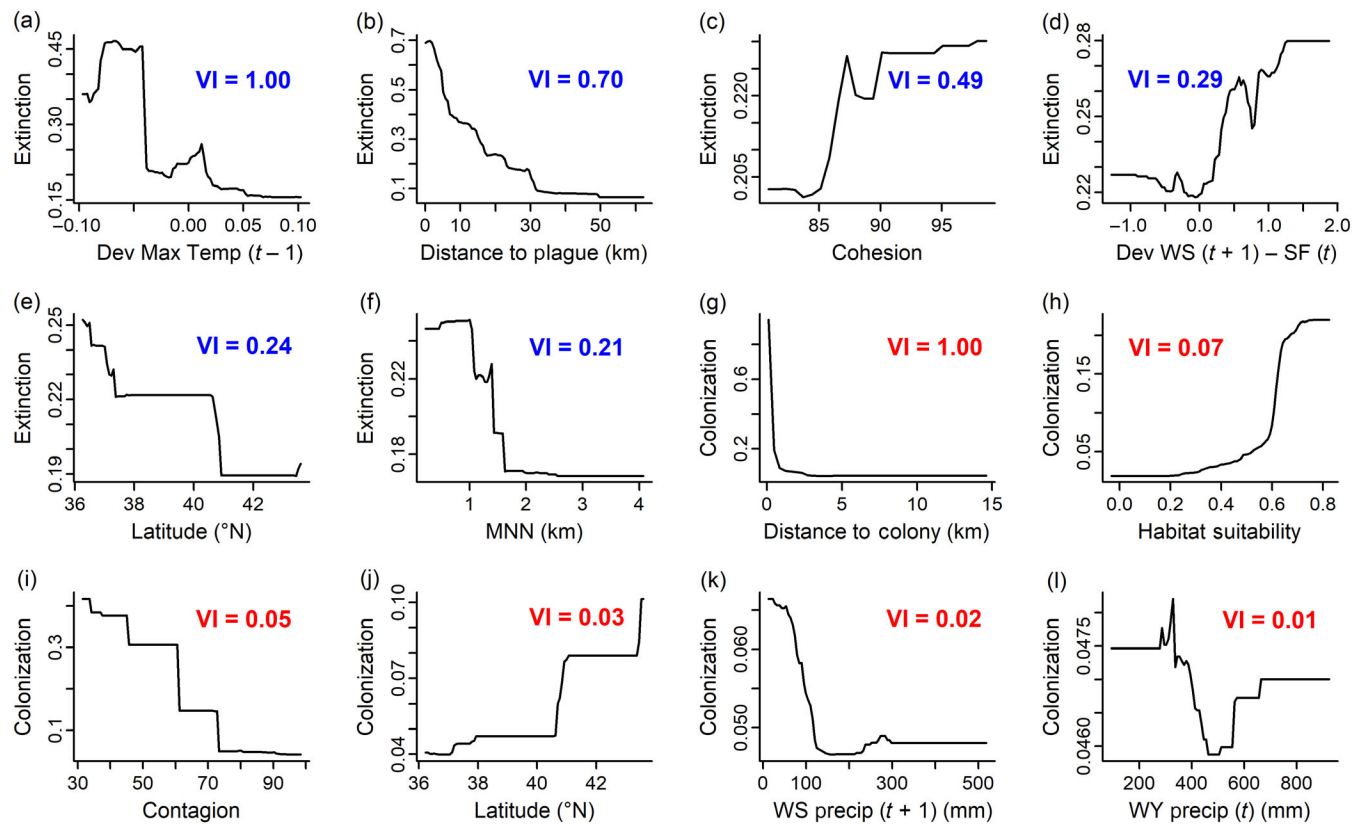 (a)
Extinction
0.15 0.30 0.45
VI = 1.00
−0.10 0.00 0.05 0.10
Dev Max Temp (t – 1)
(b)
Extinction
0.1 0.3 0.5 0.7
VI = 0.70
0 10 30 50
Distance to plague (km)
(c)
Extinction
0.205 0.220
VI = 0.49
85 90 95
Cohesion
(d)
Extinction
0.22 0.25 0.28
VI = 0.29
−1.0 0.0 1.0 2.0
Dev WS (t + 1) – SF (t)
(e)
Extinction
0.19 0.22 0.25
VI = 0.24
36 38 40 42
Latitude (°N)
(f)
Extinction
0.18 0.22
VI = 0.21
1 2 3 4
MNN (km)
(g)
Colonization
0.2 0.6
VI = 1.00
0 5 10 15
Distance to colony (km)
(h)
Colonization
0.05 0.15
VI = 0.07
0.0 0.2 0.4 0.6 0.8
Habitat suitability
(i)
Colonization
0.1 0.3
VI = 0.05
30 50 70 90
Contagion
(j)
Colonization
0.04 0.07 0.10
VI = 0.03
36 38 40 42
Latitude (°N)
(k)
Colonization
0.050 0.060
VI = 0.02
0 100 300 500
WS precip (t + 1) (mm)
(l)
Colonization
0.0460 0.0475
VI = 0.01
200 400 600 800
WY precip (t) (mm)